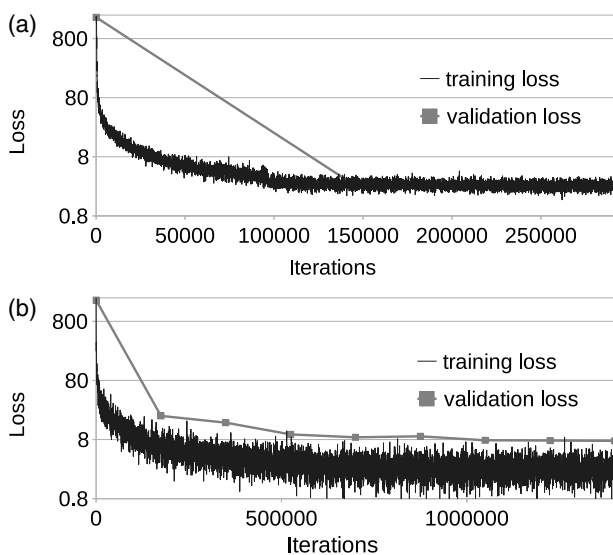 (a)
800
80
8
0.8
Loss
training loss
validation loss
0 50000 100000 150000 200000 250000
Iterations
(b)
800
80
8
0.8
Loss
training loss
validation loss
0 500000 1000000
Iterations